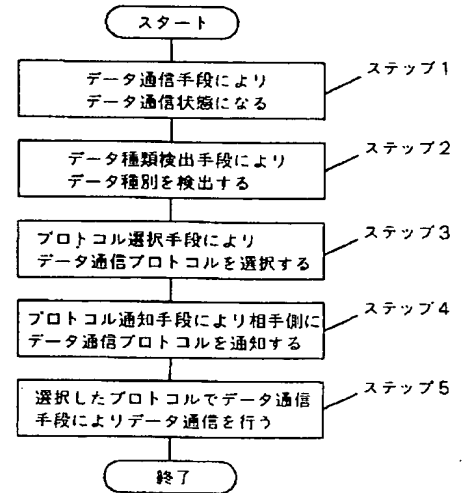 スタート
データ通信手段により
データ通信状態になる
ステップ1
データ種類検出手段により
データ種別を検出する
ステップ2
プロトコル選択手段により
データ通信プロトコルを選択する
ステップ3
プロトコル通知手段により相手側に
データ通信プロトコルを通知する
ステップ4
選択したプロトコルでデータ通信
手段によりデータ通信を行う
ステップ5
終了